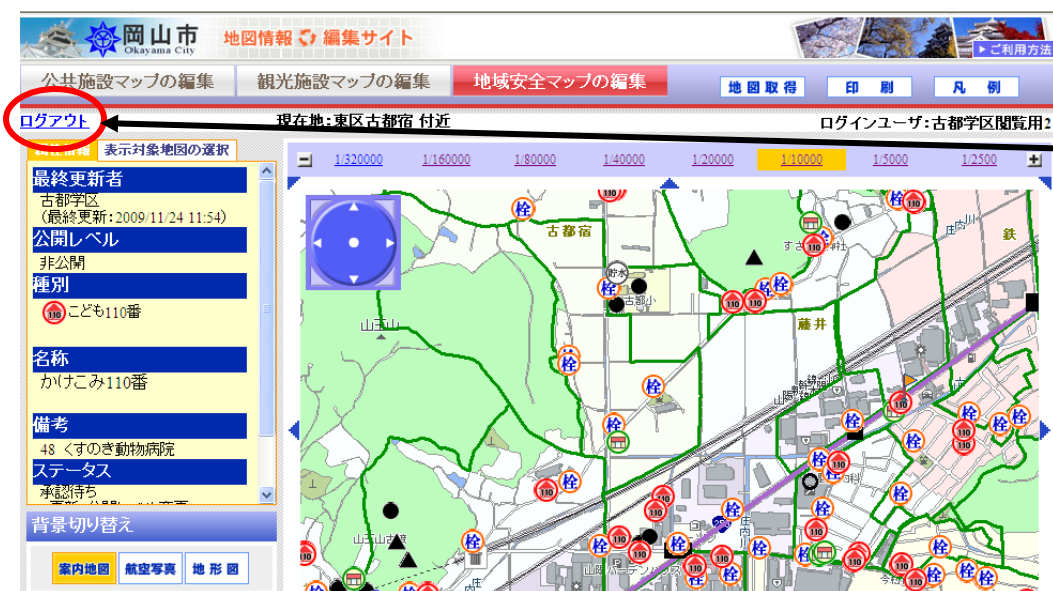 岡山市
Okayama City
地図情報 編集サイト
ご利用方法
公共施設マップの編集 観光施設マップの編集 地域安全マップの編集 地図取得 印刷 凡例
ログアウト 現在地:東区古都宿 付近 ログインユーザ:古都学区閲覧用2
表示対象地図の選択
1/320000 1/160000 1/80000 1/40000 1/20000 1/10000 1/5000 1/2500
最終更新者
古都学区
(最終更新:2009/11/24 11:54)
公開レベル
非公開
種別
110 こども110番
名称
かけこみ110番
備考
48 くすのき動物病院
ステータス
承認待ち
背景切り替え
案内地図 航空写真 地形図
古都宿
鉄
貯水
古都小
藤井
山王山
栓
110